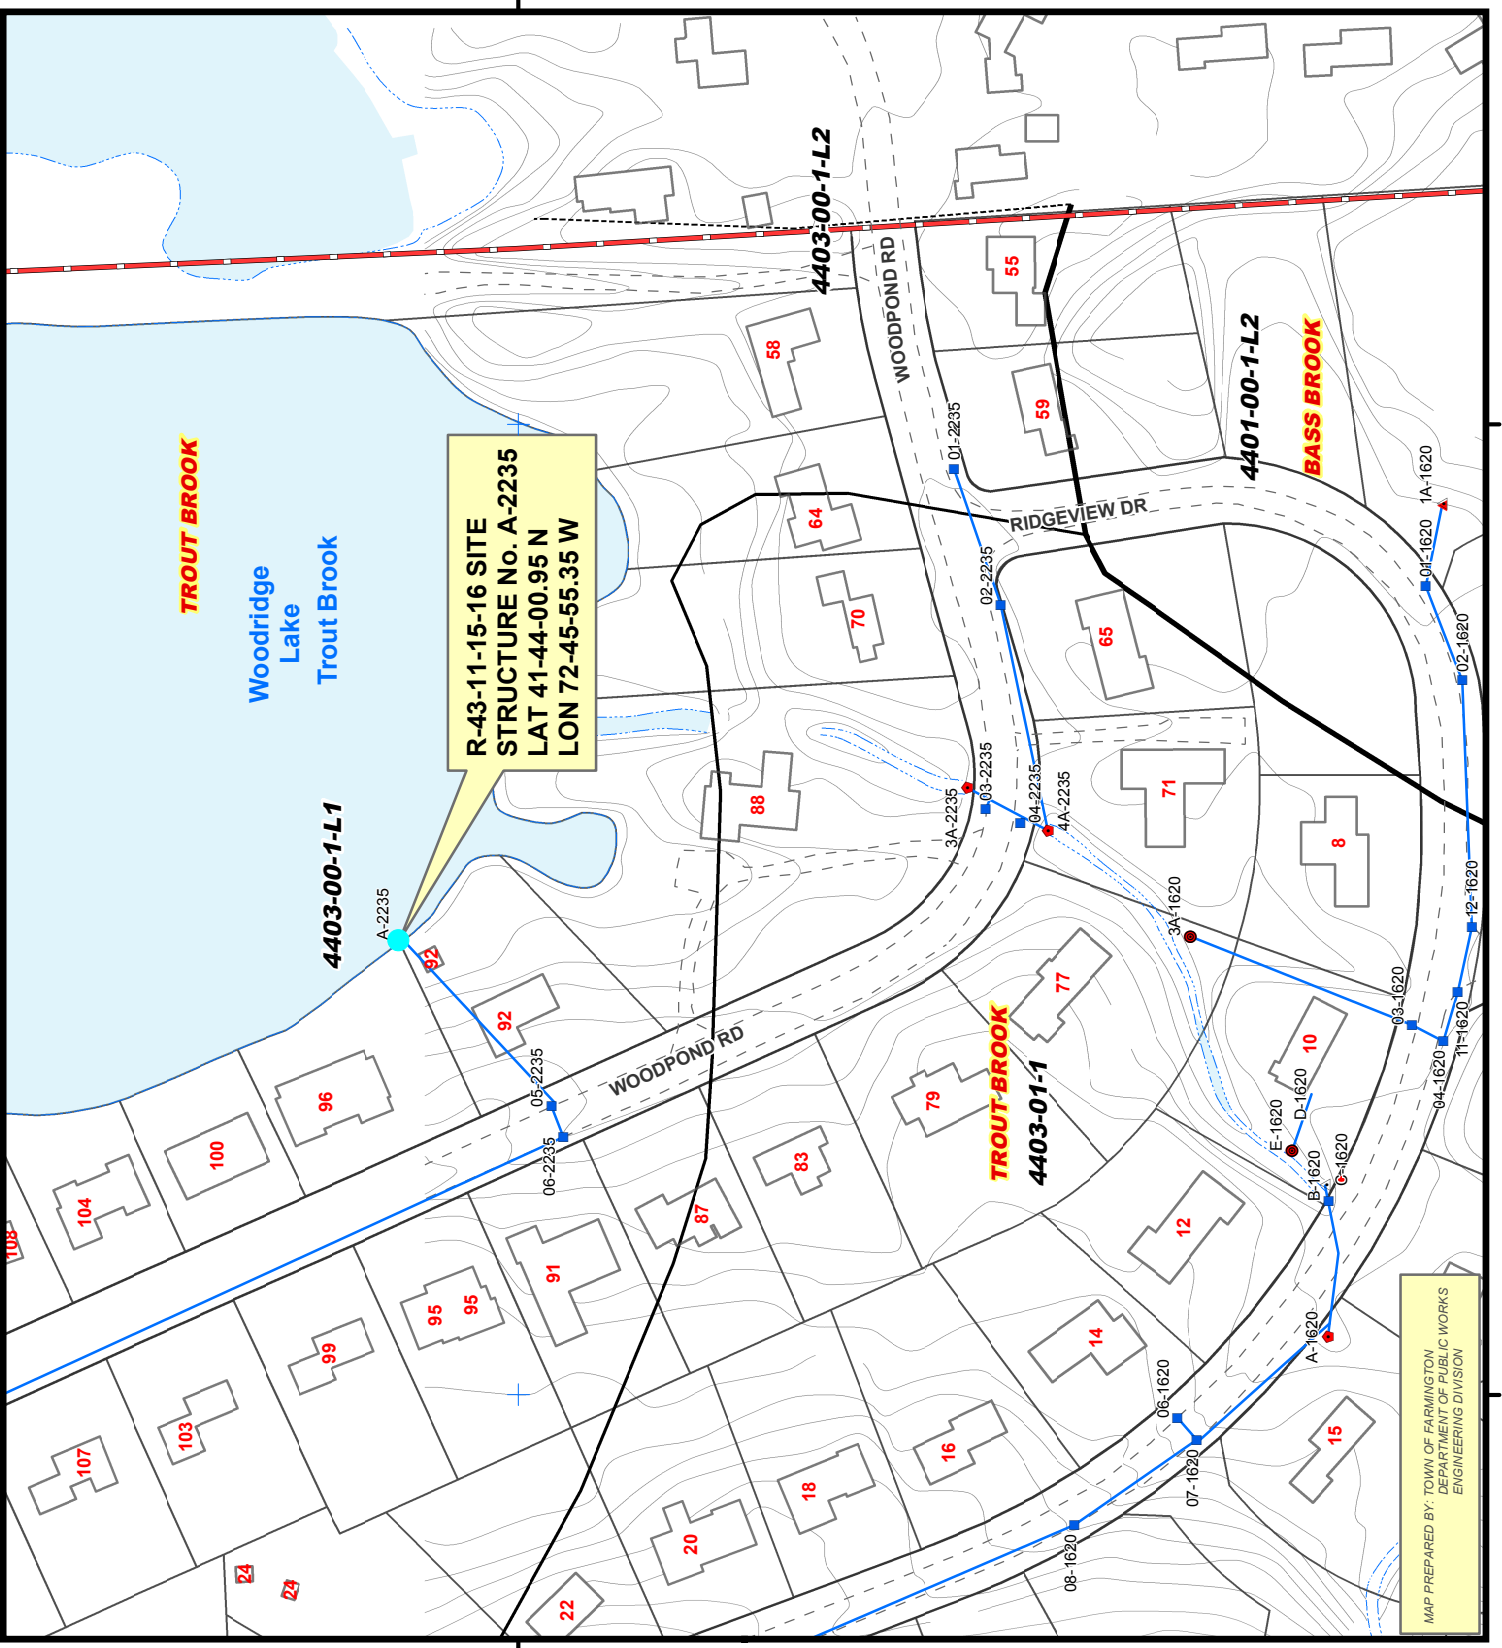 TROUT BROOK
Woodridge
Lake
Trout Brook
R-43-11-15-16 SITE
STRUCTURE No. A-2235
LAT 41-44-00.95 N
LON 72-45-55.35 W
4403-00-1-L1
A-2235
4403-00-1-L2
WOODPOND RD
55
58
59
01-2235
4401-00-1-L2
BASS BROOK
64
RIDGEVIEW DR
1A-1620
01-1620
02-2235
70
65
02-1620
3A-2235
03-2235
04-2235
4A-2235
88
71
8
12-1620
3A-1620
92
92
77
05-2235
WOODPOND RD
TROUT BROOK
4403-01-1
79
10
03-1620
04-1620
11-1620
96
100
104
108
06-2235
83
87
E-1620
D-1620
B-1620
C-1620
12
91
95
95
99
103
107
14
A-1620
06-1620
07-1620
16
18
20
22
24
24
08-1620
15
MAP PREPARED BY: TOWN OF FARMINGTON
DEPARTMENT OF PUBLIC WORKS
ENGINEERING DIVISION